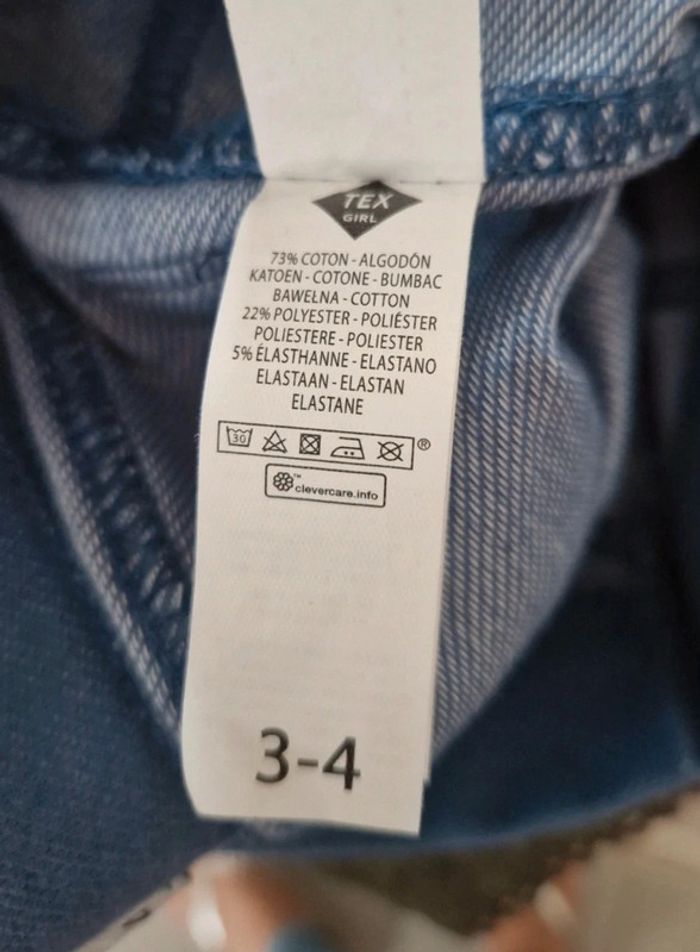 TEX
GIRL
73% COTON - ALGODÓN
KATOEN - COTONE - BUMBAC
BAWEŁNA - COTTON
22% POLYESTER - POLIÉSTER
POLIESTERE - POLIESTER
5% ÉLASTHANNE - ELASTANO
ELASTAAN - ELASTAN
ELASTANE
30 ®
™ clevercare.info
3-4